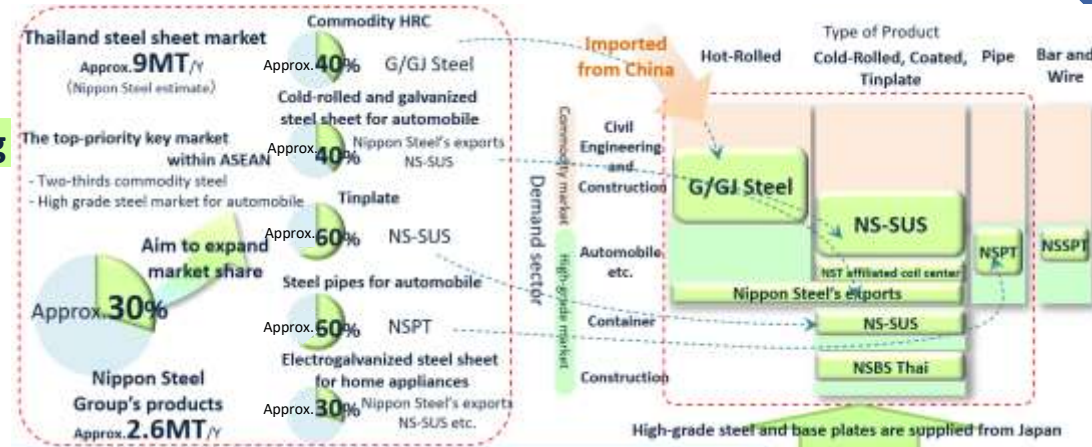 Thailand steel sheet market
Approx.9MT/Y
(Nippon Steel estimate)
The top-priority key market
within ASEAN
- Two-thirds commodity steel
- High grade steel market for automobile
Aim to expand
market share
Approx.30%
Nippon Steel
Group's products
Approx.2.6MT/Y
Commodity HRC
Approx.40% G/GJ Steel
Cold-rolled and galvanized
steel sheet for automobile
Approx.40% Nippon Steel's exports
NS-SUS
Tinplate
Approx.60% NS-SUS
Steel pipes for automobile
Approx.60% NSPT
Electrogalvanized steel sheet
for home appliances
Approx.30% Nippon Steel's exports
NS-SUS etc.
g
Imported
from China
Type of Product
Hot-Rolled
Cold-Rolled, Coated,
Tinplate
Pipe
Bar and
Wire
Demand sector
Commodity market
High-grade market
Civil
Engineering
and
Construction
Automobile
etc.
Container
Construction
G/GJ Steel
NS-SUS
NST affiliated coil center
Nippon Steel's exports
NSPT
NSSPT
NS-SUS
NSBS Thai
High-grade steel and base plates are supplied from Japan